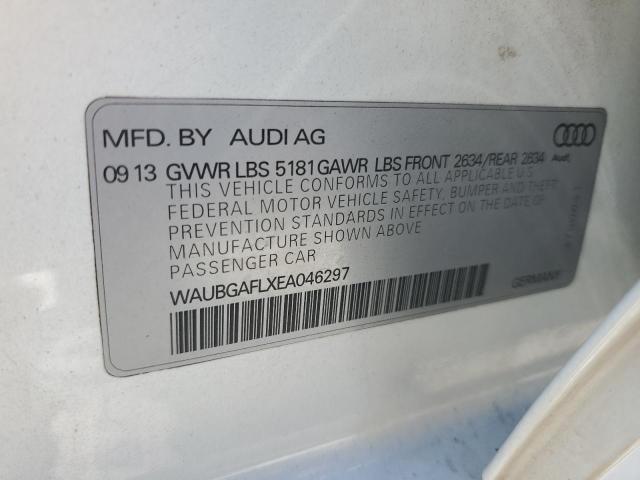 MFD. BY AUDI AG
09 13 GVWR LBS 5181 GAWR LBS FRONT 2634/REAR 2634
Audi
THIS VEHICLE CONFORMS TO ALL APPLICABLE U.S
FEDERAL MOTOR VEHICLE SAFETY, BUMPER AND THEFT
PREVENTION STANDARDS IN EFFECT ON THE DATE OF
MANUFACTURE SHOWN ABOVE
PASSENGER CAR
WAUBGAFLXEA046297
GERMANY